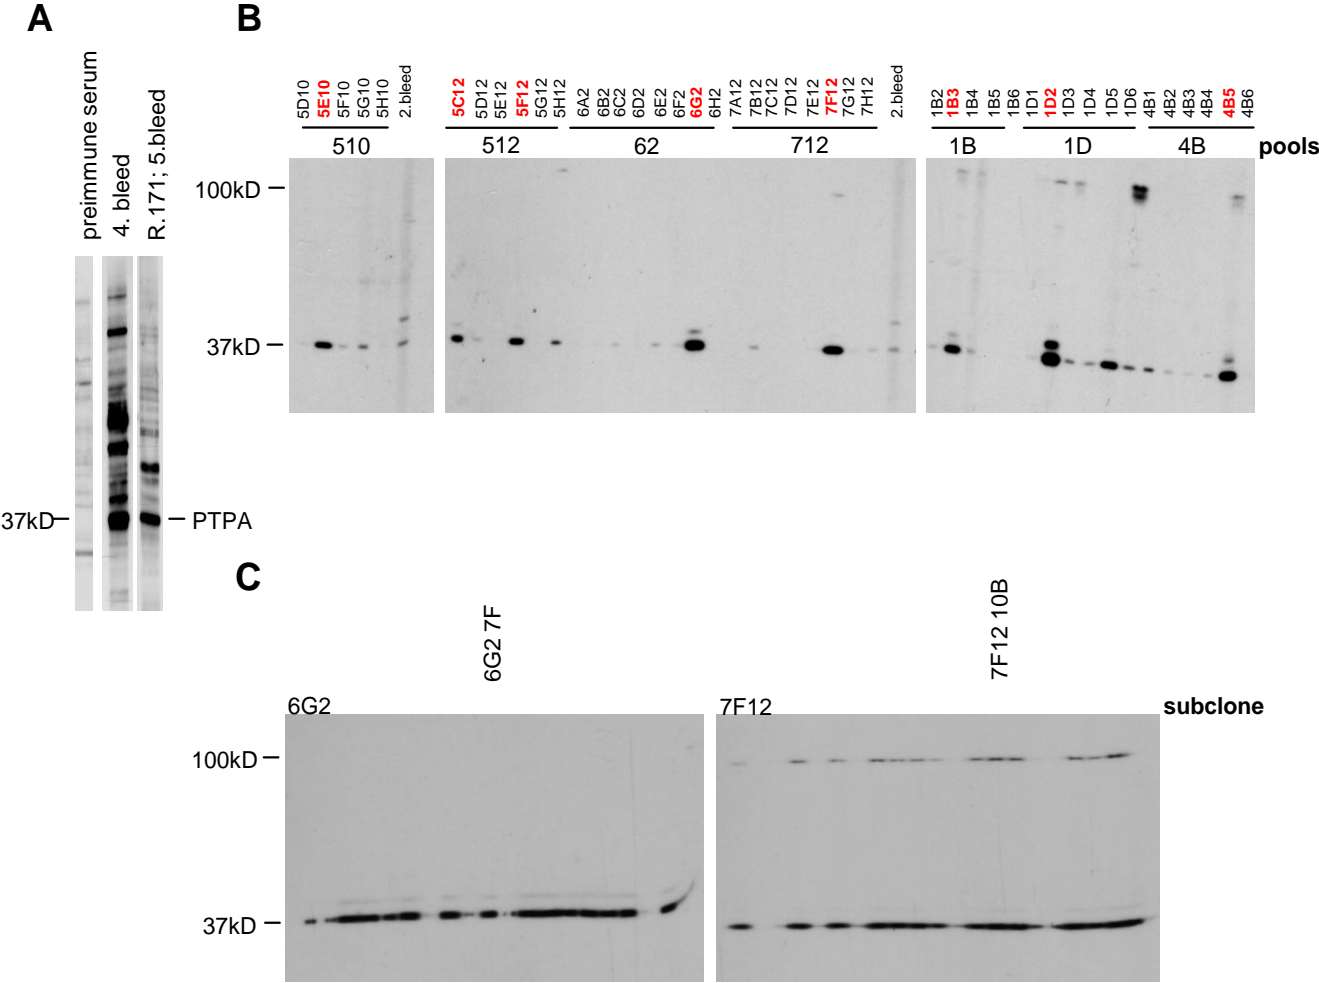 A
B
preimmune serum
4. bleed
R.171; 5.bleed
37kD
PTPA
5D10
5E10
5F10
5G10
5H10
2.bleed
5C12
5D12
5E12
5F12
5G12
5H12
6A2
6B2
6C2
6D2
6E2
6F2
6G2
6H2
7A12
7B12
7C12
7D12
7E12
7F12
7G12
7H12
2.bleed
1B2
1B3
1B4
1B5
1B6
1D1
1D2
1D3
1D4
1D5
1D6
4B1
4B2
4B3
4B4
4B5
4B6
510 512 62 712 1B 1D 4B pools
100kD
37kD
C
6G2 7F
7F12 10B
6G2 7F12 subclone
100kD
37kD